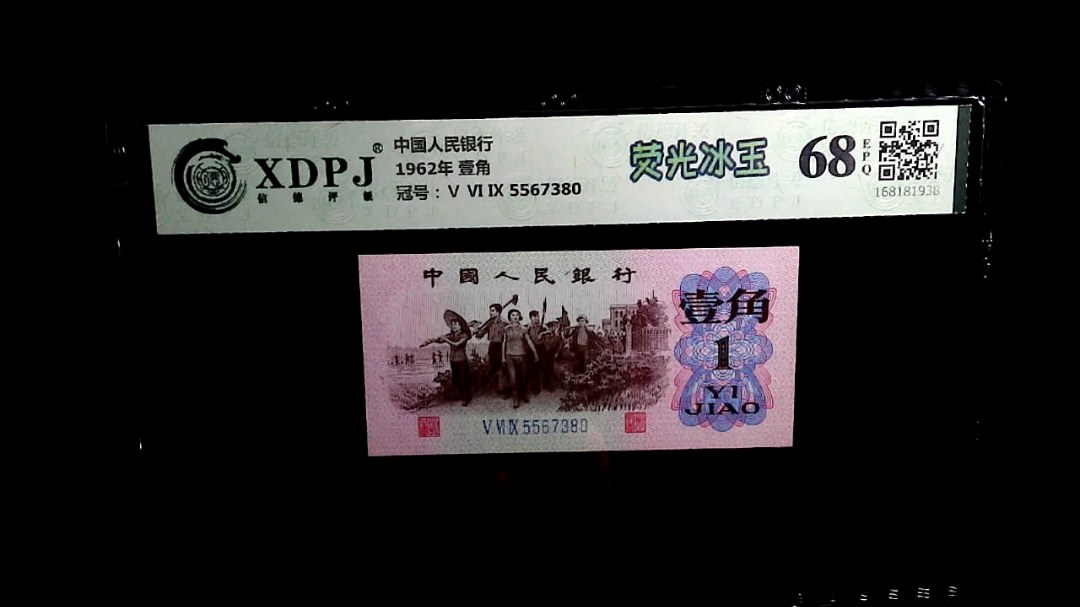 XDPJ®
信德评级
中国人民银行
1962年 壹角
冠号：V VI IX 5567380
荧光冰玉
68
EPQ
168181938
中國人民銀行
壹角
1
YI
JIAO
V VI IX 5567380